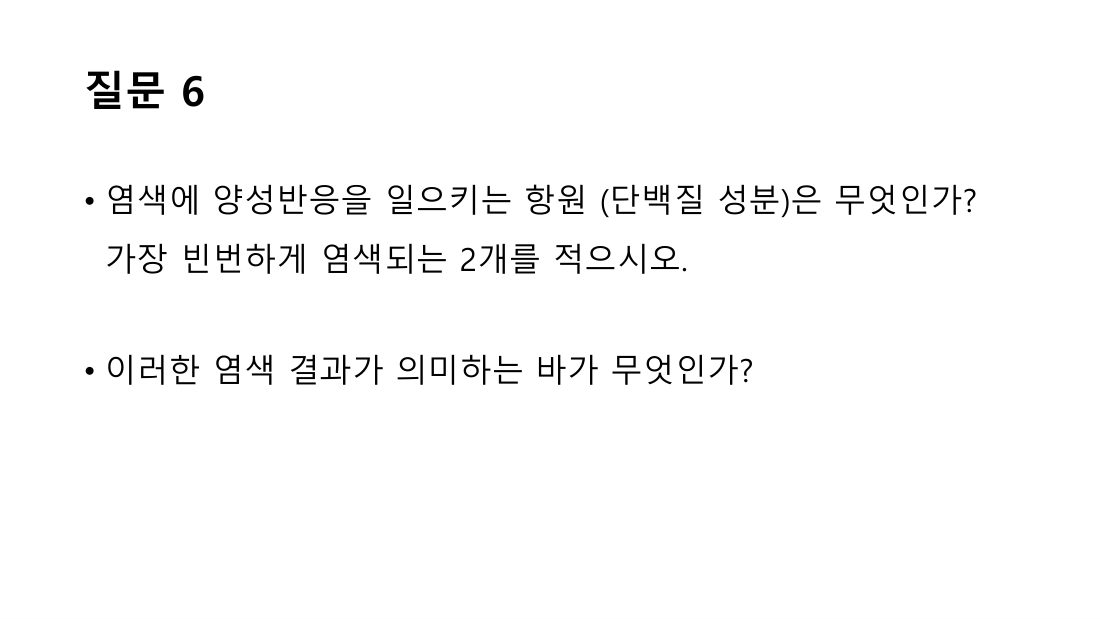 질문 6
• 염색에 양성반응을 일으키는 항원 (단백질 성분)은 무엇인가?
가장 빈번하게 염색되는 2개를 적으시오.
• 이러한 염색 결과가 의미하는 바가 무엇인가?